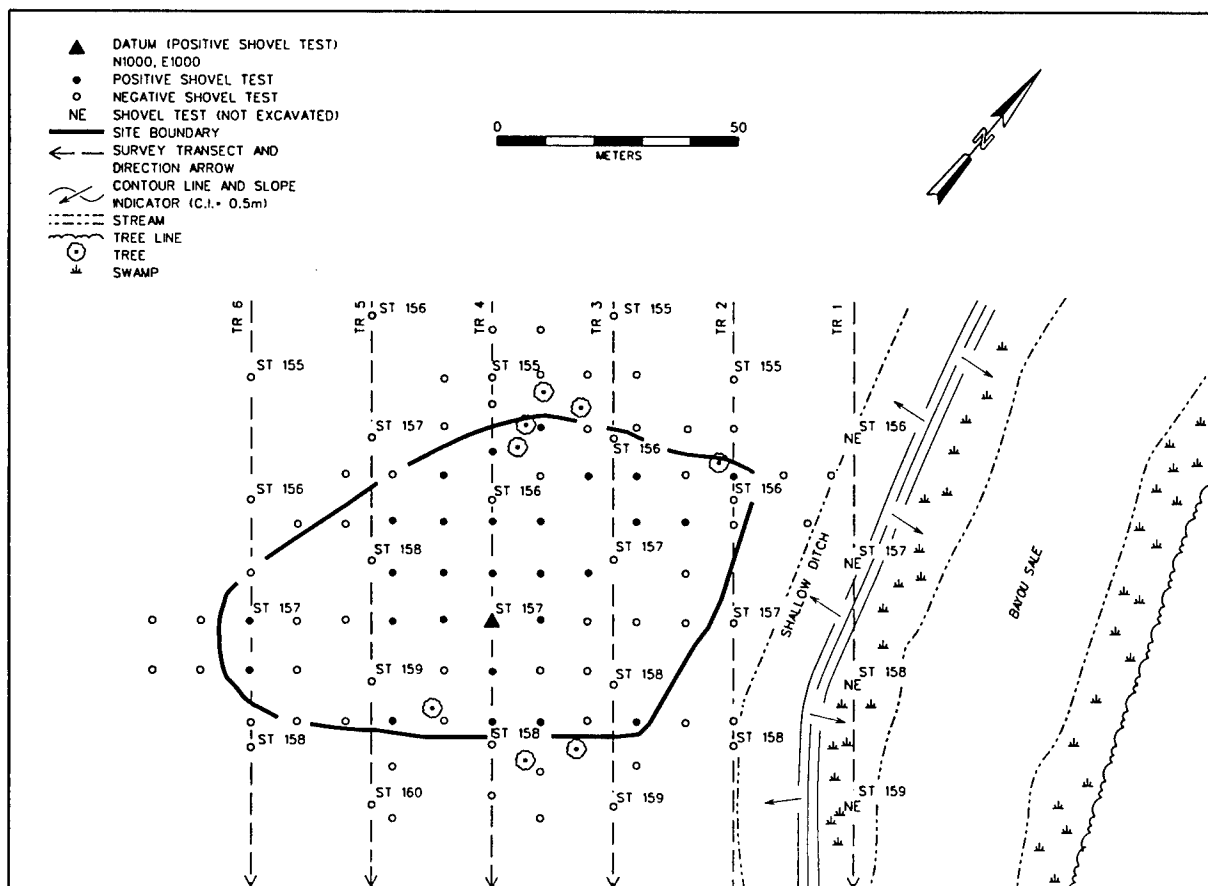 DATUM (POSITIVE SHOVEL TEST)
N1000, E1000
POSITIVE SHOVEL TEST
NEGATIVE SHOVEL TEST
NE SHOVEL TEST (NOT EXCAVATED)
SITE BOUNDARY
SURVEY TRANSECT AND
DIRECTION ARROW
CONTOUR LINE AND SLOPE
INDICATOR (C.I.= 0.5m)
STREAM
TREE LINE
TREE
SWAMP
0 50
METERS
N
TR 6
TR 5
TR 4
TR 3
TR 2
TR 1
ST 156
ST 155
ST 155
ST 155
ST 155
ST 157
ST 156
NE
ST 156
ST 156
ST 156
ST 156
ST 158
ST 157
NE
ST 157
ST 157
ST 157
ST 157
SHALLOW DITCH
BAYOU SALE
ST 159
ST 158
NE
ST 158
ST 158
ST 158
ST 158
ST 160
ST 159
NE
ST 159